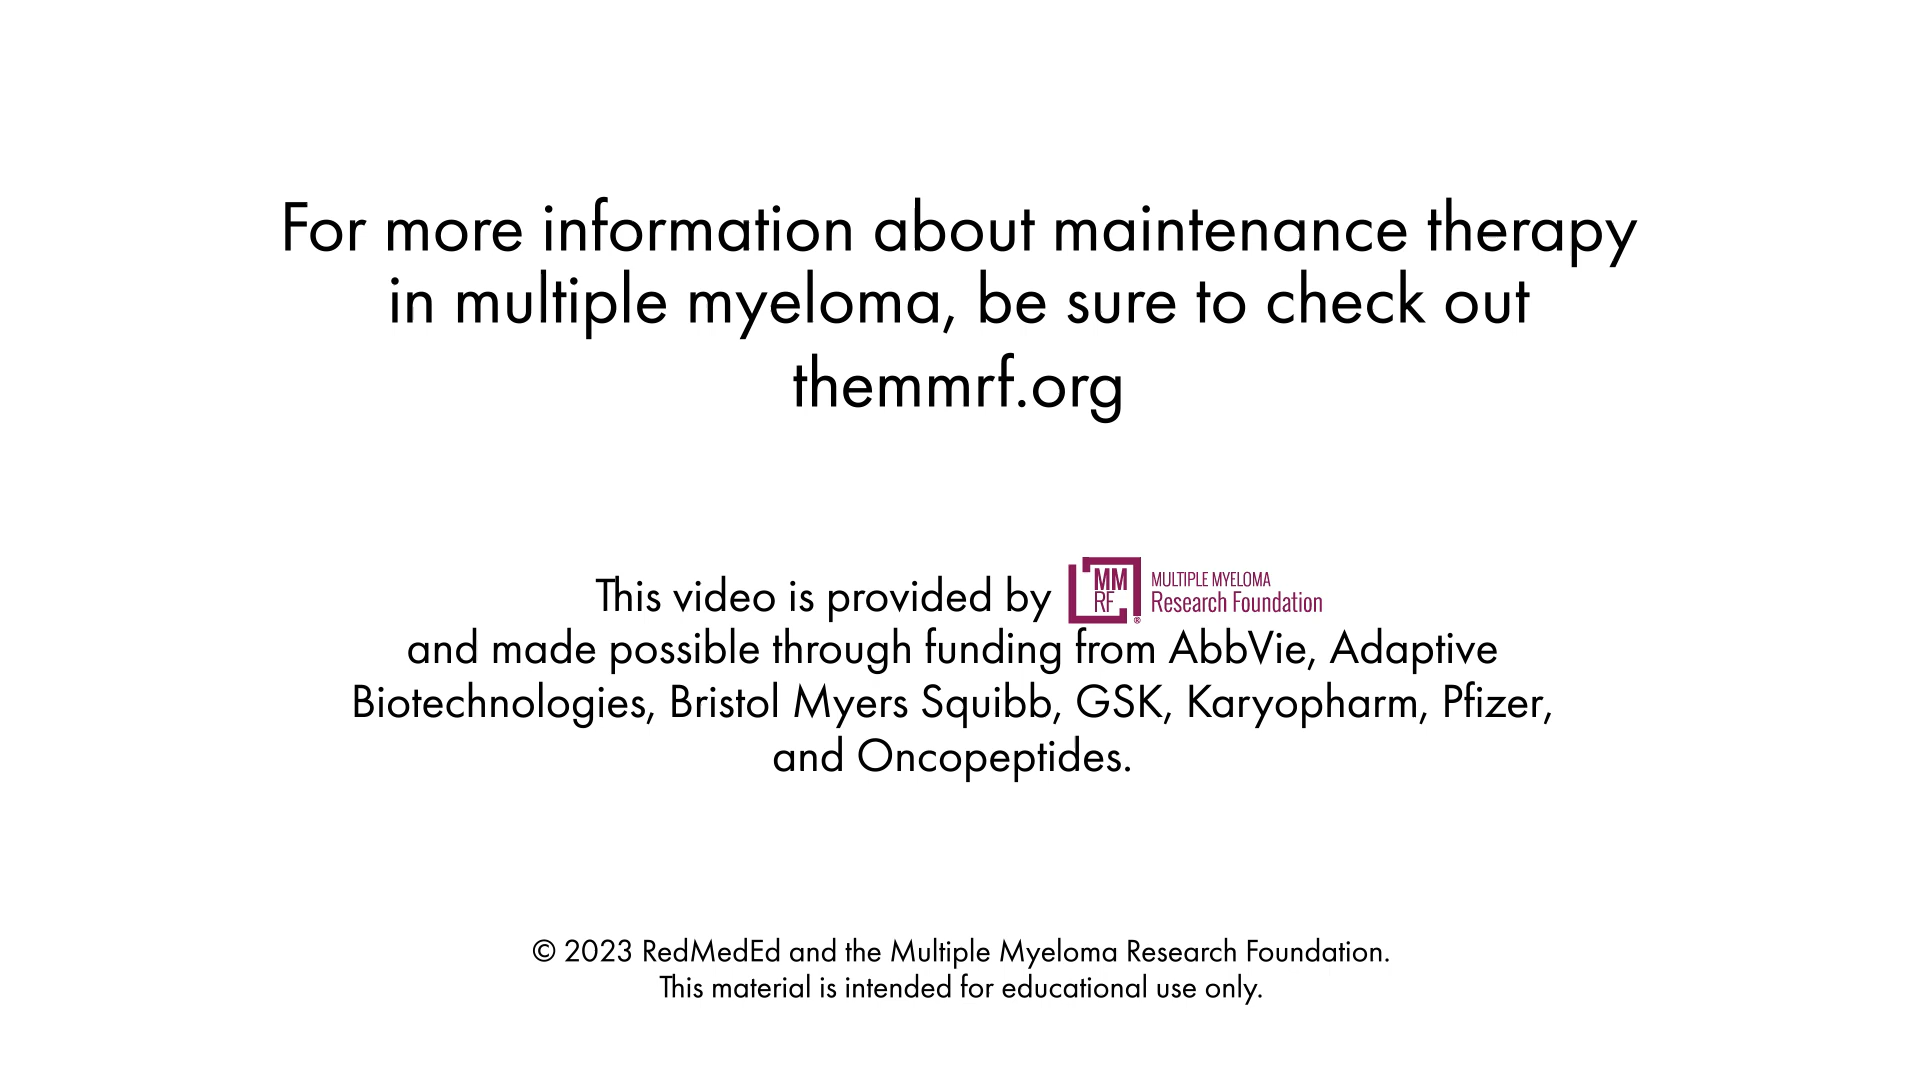 For more information about maintenance therapy
in multiple myeloma, be sure to check out
themmrf.org
This video is provided by MM RF® MULTIPLE MYELOMA Research Foundation
and made possible through funding from AbbVie, Adaptive
Biotechnologies, Bristol Myers Squibb, GSK, Karyopharm, Pfizer,
and Oncopeptides.
© 2023 RedMedEd and the Multiple Myeloma Research Foundation.
This material is intended for educational use only.